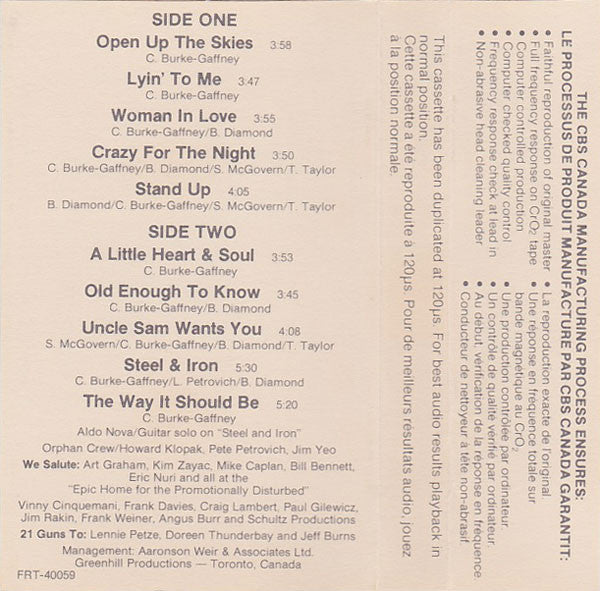 SIDE ONE
Open Up The Skies 3:58
C. Burke-Gaffney
Lyin' To Me 3:47
C. Burke-Gaffney
Woman In Love 3:55
C. Burke-Gaffney/B. Diamond
Crazy For The Night 3:50
C. Burke-Gaffney/B. Diamond/S. McGovern/T. Taylor
Stand Up 4:05
B. Diamond/C. Burke-Gaffney/S. McGovern/T. Taylor
SIDE TWO
A Little Heart & Soul 3:53
C. Burke-Gaffney
Old Enough To Know 3:45
C. Burke-Gaffney/B. Diamond
Uncle Sam Wants You 4:08
S. McGovern/C. Burke-Gaffney/B. Diamond/T. Taylor
Steel & Iron 5:30
C. Burke-Gaffney/L. Petrovich/B. Diamond
The Way It Should Be 5:20
C. Burke-Gaffney
Aldo Nova/Guitar solo on "Steel and Iron"
Orphan Crew/Howard Klopak, Pete Petrovich, Jim Yeo
We Salute: Art Graham, Kim Zayac, Mike Caplan, Bill Bennett,
Eric Nuri and all at the
"Epic Home for the Promotionally Disturbed"
Vinny Cinquemani, Frank Davies, Craig Lambert, Paul Gilewicz,
Jim Rakin, Frank Weiner, Angus Burr and Schultz Productions
21 Guns To: Lennie Petze, Doreen Thunderbay and Jeff Burns
Management: Aaronson Weir & Associates Ltd.
Greenhill Productions — Toronto, Canada
FRT-40059
This cassette has been duplicated at 120µs. For best audio results playback in
normal position.
Cette cassette a été reproduite à 120µs. Pour de meilleurs résultats audio, jouez
à la position normale.
THE CBS CANADA MANUFACTURING PROCESS ENSURES:
LE PROCESSUS DE PRODUIT MANUFACTURE PAR CBS CANADA GARANTIT:
• Faithful reproduction of original master
• Full frequency response on CrO2 tape
• Computer controlled production
• Computer checked quality control
• Frequency response check at lead in
• Non-abrasive head cleaning leader
• La reproduction exacte de l'original
• Une réponse en fréquence totale sur
bande magnétique au CrO2
• Une production contrôlée par ordinateur
• Un contrôle de qualité vérifié par ordinateur
• Au début, vérification de la réponse en fréquence
• Conducteur de nettoyeur à tête non-abrasif.